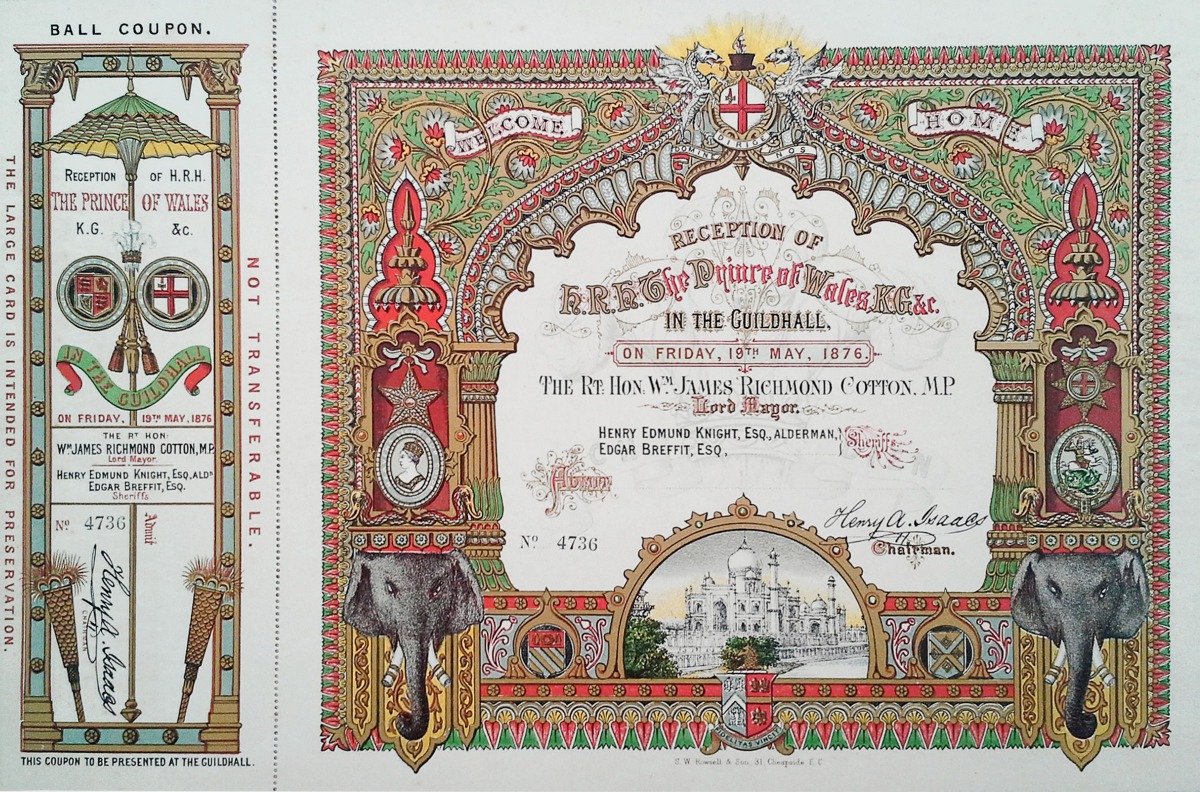 BALL COUPON.
RECEPTION OF H.R.H.
THE PRINCE OF WALES
K.G. &c.
IN THE GUILDHALL
ON FRIDAY, 19TH MAY, 1876
THE RT HON:
WM JAMES RICHMOND COTTON, M.P.
Lord Mayor.
HENRY EDMUND KNIGHT, ESQ, ALDN
EDGAR BREFFIT, ESQ.
Sheriffs
No 4736
Admit
Henry A. Isaacs
CHAIRMAN
THIS COUPON TO BE PRESENTED AT THE GUILDHALL.
THE LARGE CARD IS INTENDED FOR PRESERVATION.
NOT TRANSFERABLE.
WELCOME
HOME
DOMINE DIRIGE NOS
RECEPTION OF
H.R.H. The Prince of Wales, K.G. &c.
IN THE GUILDHALL,
ON FRIDAY, 19TH MAY, 1876.
THE RT. HON. WM. JAMES RICHMOND COTTON. M.P.
Lord Mayor.
HENRY EDMUND KNIGHT, ESQ., ALDERMAN,
EDGAR BREFFIT, ESQ,
Sheriffs.
Admit
No 4736
Henry A. Isaacs
Chairman.
FIDELITAS VINCIT
& Son, 31, Cheapside, E.C